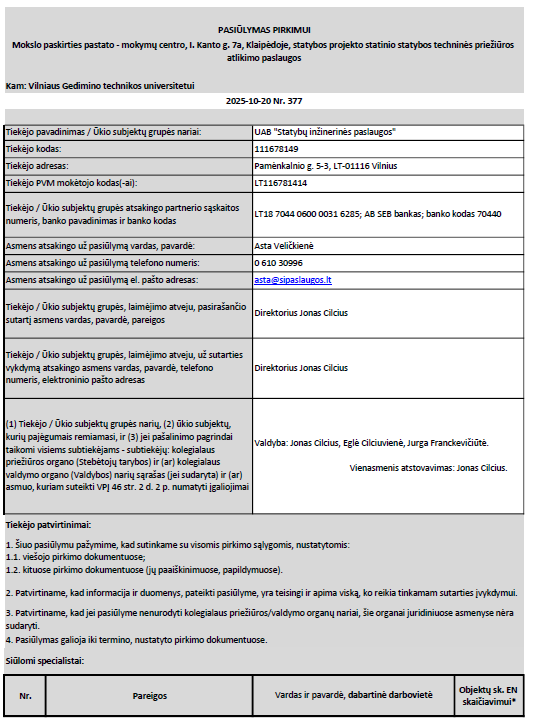 PASIŪLYMAS PIRKIMUI
Mokslo paskirties pastato - mokymų centro, I. Kanto g. 7a, Klaipėdoje, statybos projekto statinio statybos techninės priežiūros
atlikimo paslaugos
Kam: Vilniaus Gedimino technikos universitetui
2025-10-20 Nr. 377
Tiekėjo pavadinimas / Ūkio subjektų grupės nariai:
UAB "Statybų inžinerinės paslaugos"
Tiekėjo kodas:
111678149
Tiekėjo adresas:
Pamėnkalnio g. 5-3, LT-01116 Vilnius
Tiekėjo PVM mokėtojo kodas(-ai):
LT116781414
Tiekėjo / Ūkio subjektų grupės atsakingo partnerio sąskaitos
numeris, banko pavadinimas ir banko kodas
LT18 7044 0600 0031 6285; AB SEB bankas; banko kodas 70440
Asmens atsakingo už pasiūlymą vardas, pavardė:
Asta Veličkienė
Asmens atsakingo už pasiūlymą telefono numeris:
0 610 30996
Asmens atsakingo už pasiūlymą el. pašto adresas:
asta@sipaslaugos.lt
Tiekėjo / Ūkio subjektų grupės, laimėjimo atveju, pasirašančio
sutartį asmens vardas, pavardė, pareigos
Direktorius Jonas Cilcius
Tiekėjo / Ūkio subjektų grupės, laimėjimo atveju, už sutarties
vykdymą atsakingo asmens vardas, pavardė, telefono
numeris, elektroninio pašto adresas
Direktorius Jonas Cilcius
(1) Tiekėjo / Ūkio subjektų grupės narių, (2) ūkio subjektų,
kurių pajėgumais remiamasi, ir (3) jei pašalinimo pagrindai
taikomi visiems subtiekėjams - subtiekėjų: kolegialaus
priežiūros organo (Stebėtojų tarybos) ir (ar) kolegialaus
valdymo organo (Valdybos) narių sąrašas (jei sudaryta) ir (ar)
asmuo, kuriam suteikti VPĮ 46 str. 2 d. 2 p. numatyti įgaliojimai
Valdyba: Jonas Cilcius, Eglė Cilciuvienė, Jurga Franckevičiūtė.
Vienasmenis atstovavimas: Jonas Cilcius.
Tiekėjo patvirtinimai:
1. Šiuo pasiūlymu pažymime, kad sutinkame su visomis pirkimo sąlygomis, nustatytomis:
1.1. viešojo pirkimo dokumentuose;
1.2. kituose pirkimo dokumentuose (jų paaiškinimuose, papildymuose).
2. Patvirtiname, kad informacija ir duomenys, pateikti pasiūlyme, yra teisingi ir apima viską, ko reikia tinkamam sutarties įvykdymui.
3. Patvirtiname, kad jei pasiūlyme nenurodyti kolegialaus priežiūros/valdymo organų nariai, šie organai juridiniuose asmenyse nėra
sudaryti.
4. Pasiūlymas galioja iki termino, nustatyto pirkimo dokumentuose.
Siūlomi specialistai:
Nr.
Pareigos
Vardas ir pavardė, dabartinė darbovietė
Objektų sk. EN
skaičiavimui*